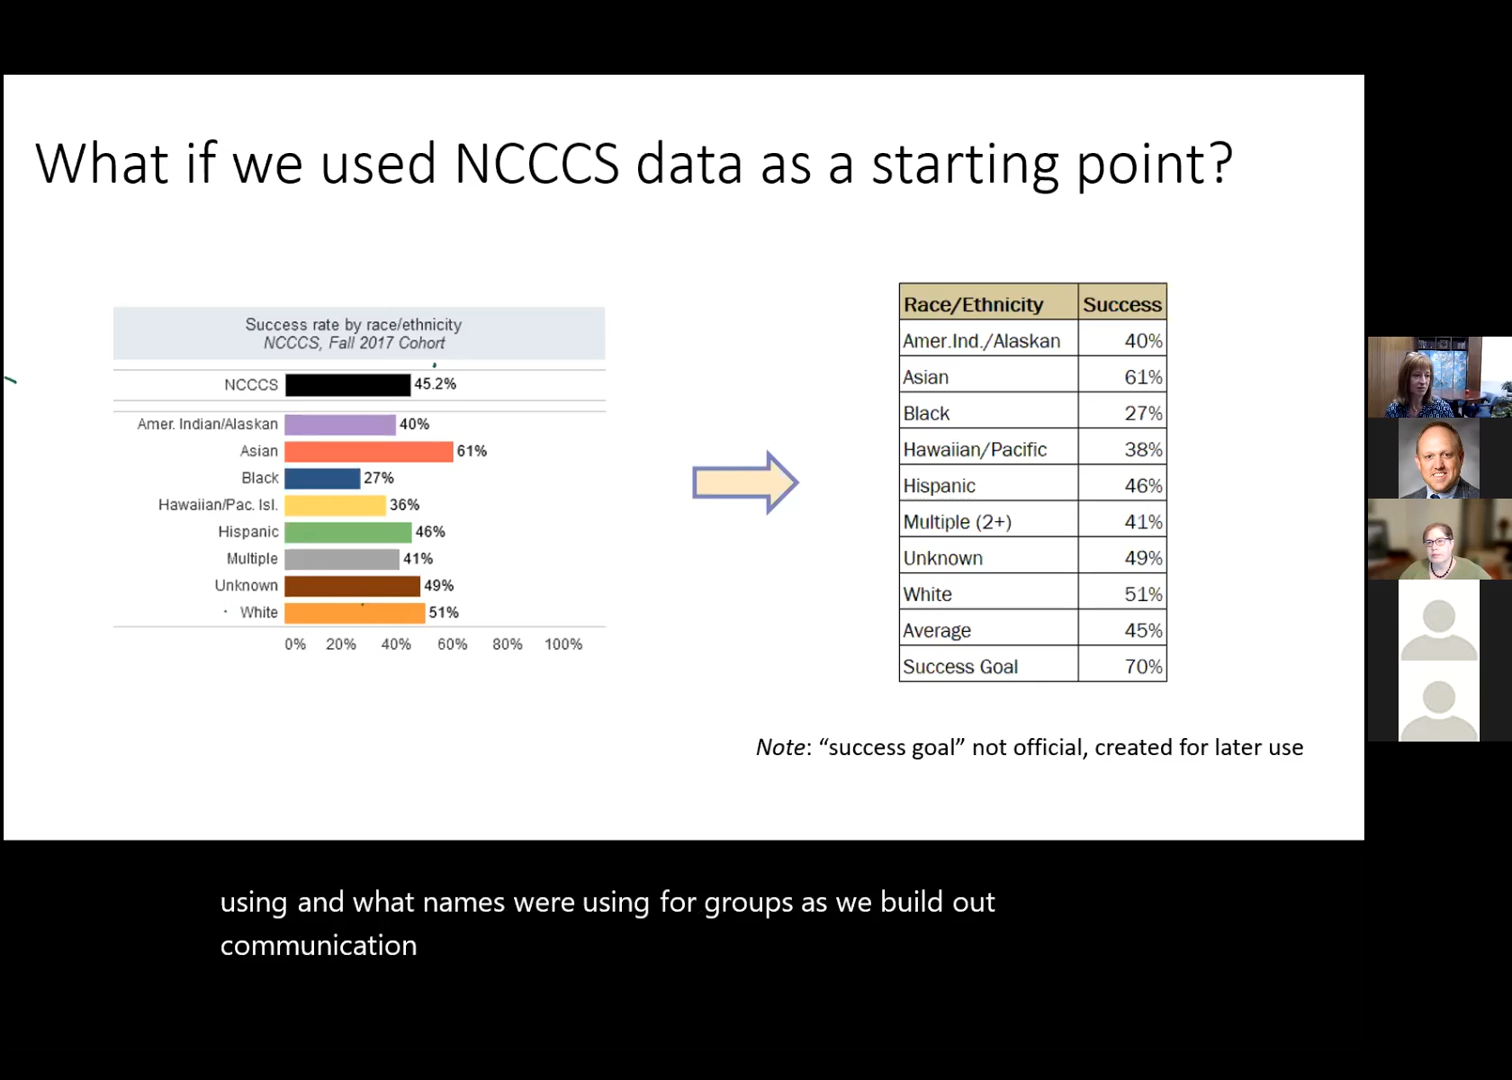 What if we used NCCCS data as a starting point?
Success rate by race/ethnicity
NCCCS, Fall 2017 Cohort
NCCCS 45.2%
Amer. Indian/Alaskan 40%
Asian 61%
Black 27%
Hawaiian/Pac. Isl. 36%
Hispanic 46%
Multiple 41%
Unknown 49%
White 51%
0% 20% 40% 60% 80% 100%
Race/Ethnicity Success
Amer.Ind./Alaskan 40%
Asian 61%
Black 27%
Hawaiian/Pacific 38%
Hispanic 46%
Multiple (2+) 41%
Unknown 49%
White 51%
Average 45%
Success Goal 70%
Note: “success goal” not official, created for later use
using and what names were using for groups as we build out
communication